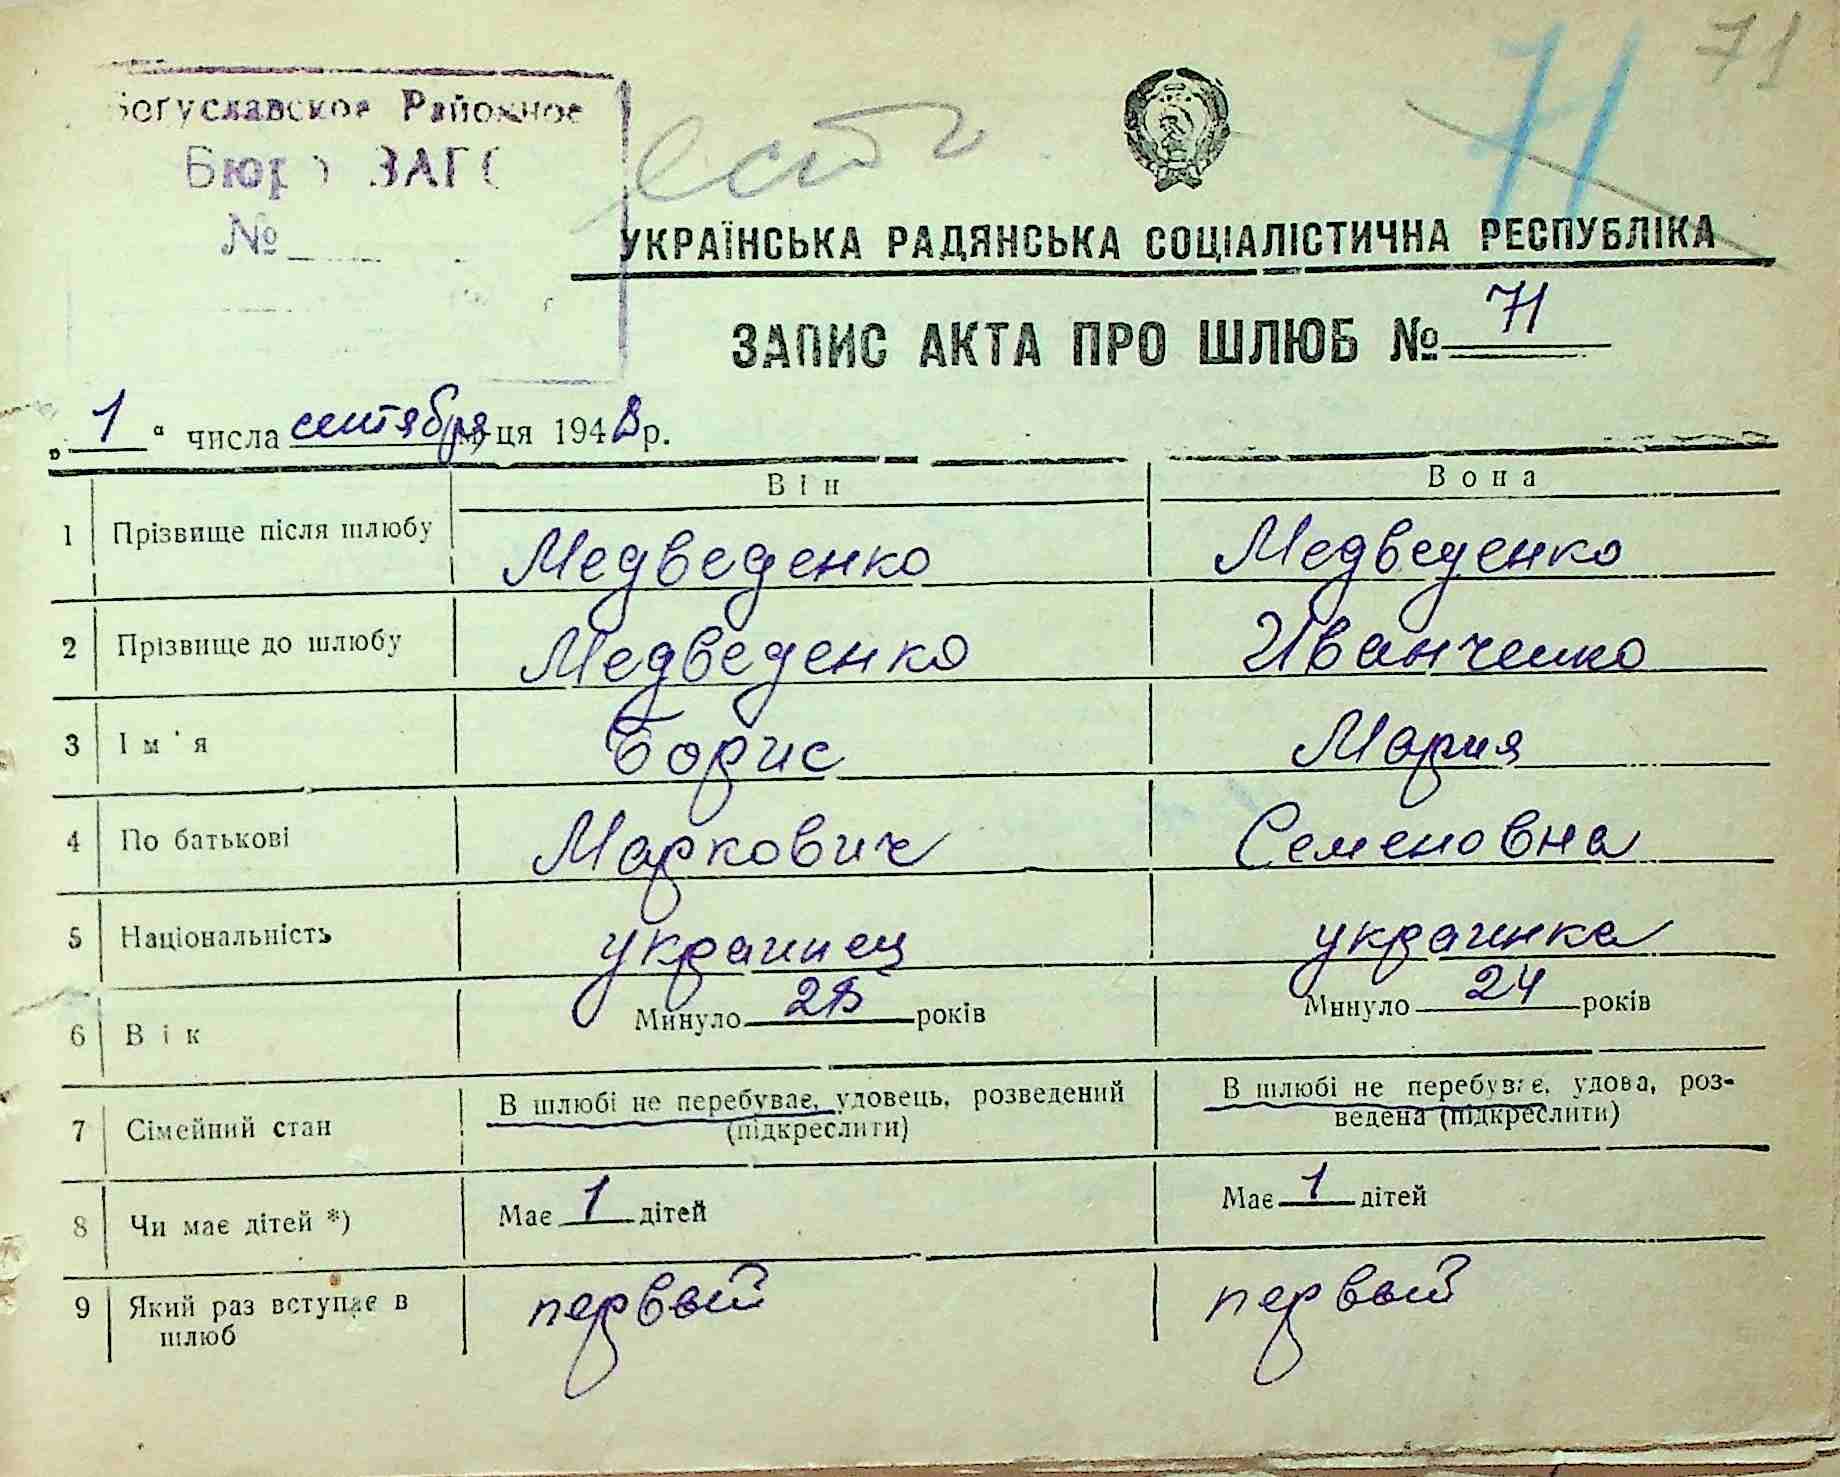 71
71
Богуславское Районное
Бюро ЗАГС
№
есть
УКРАЇНСЬКА РАДЯНСЬКА СОЦІАЛІСТИЧНА РЕСПУБЛІКА
ЗАПИС АКТА ПРО ШЛЮБ № 71
„1“ числа сентября м-ця 1948 р.
Він Вона
1 Прізвище після шлюбу Медведенко Медведенко
2 Прізвище до шлюбу Медведенко Иванченко
3 Ім'я Борис Мария
4 По батькові Маркович Семеновна
5 Національність украинец украинка
6 Вік Минуло 25 років Минуло 24 років
7 Сімейний стан В шлюбі не перебуває, удовець, розведений В шлюбі не перебуває, удова, роз-
(підкреслити) ведена (підкреслити)
8 Чи має дітей *) Має 1 дітей Має 1 дітей
9 Який раз вступає в первый первый
шлюб